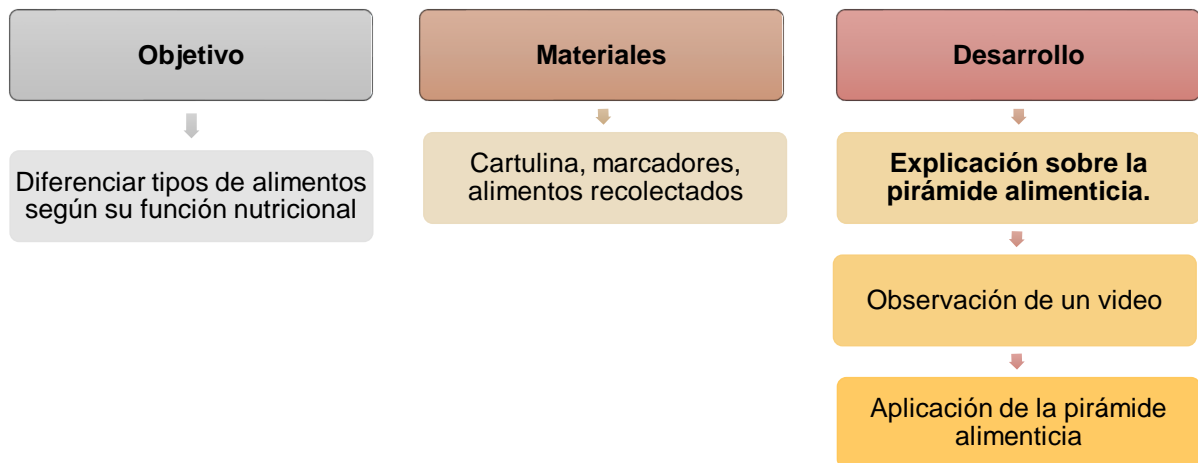 Objetivo
Diferenciar tipos de alimentos
según su función nutricional
Materiales
Cartulina, marcadores,
alimentos recolectados
Desarrollo
Explicación sobre la
pirámide alimenticia.
Observación de un video
Aplicación de la pirámide
alimenticia